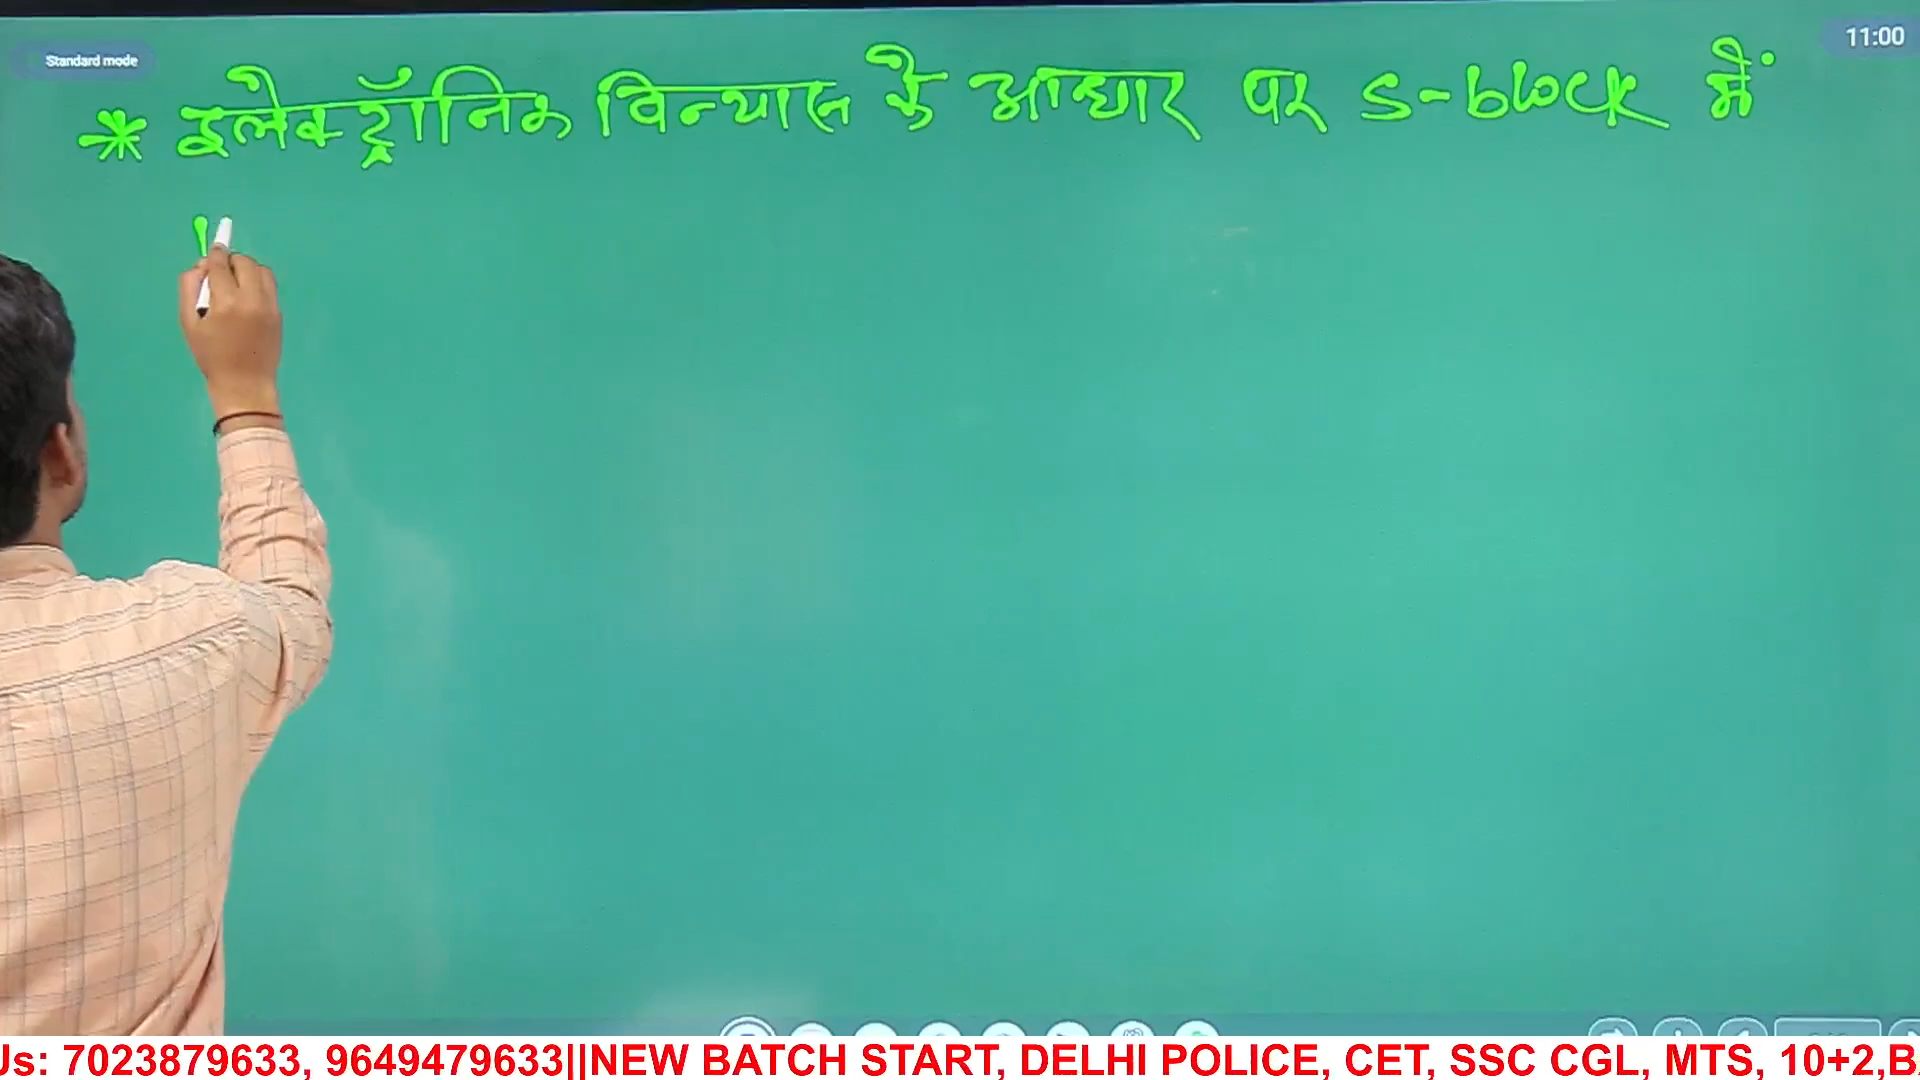 Standard mode
11:00
* इलेक्ट्रॉनिक विन्यास के आधार पर s-block में
Us: 7023879633, 9649479633||NEW BATCH START, DELHI POLICE, CET, SSC CGL, MTS, 10+2,B